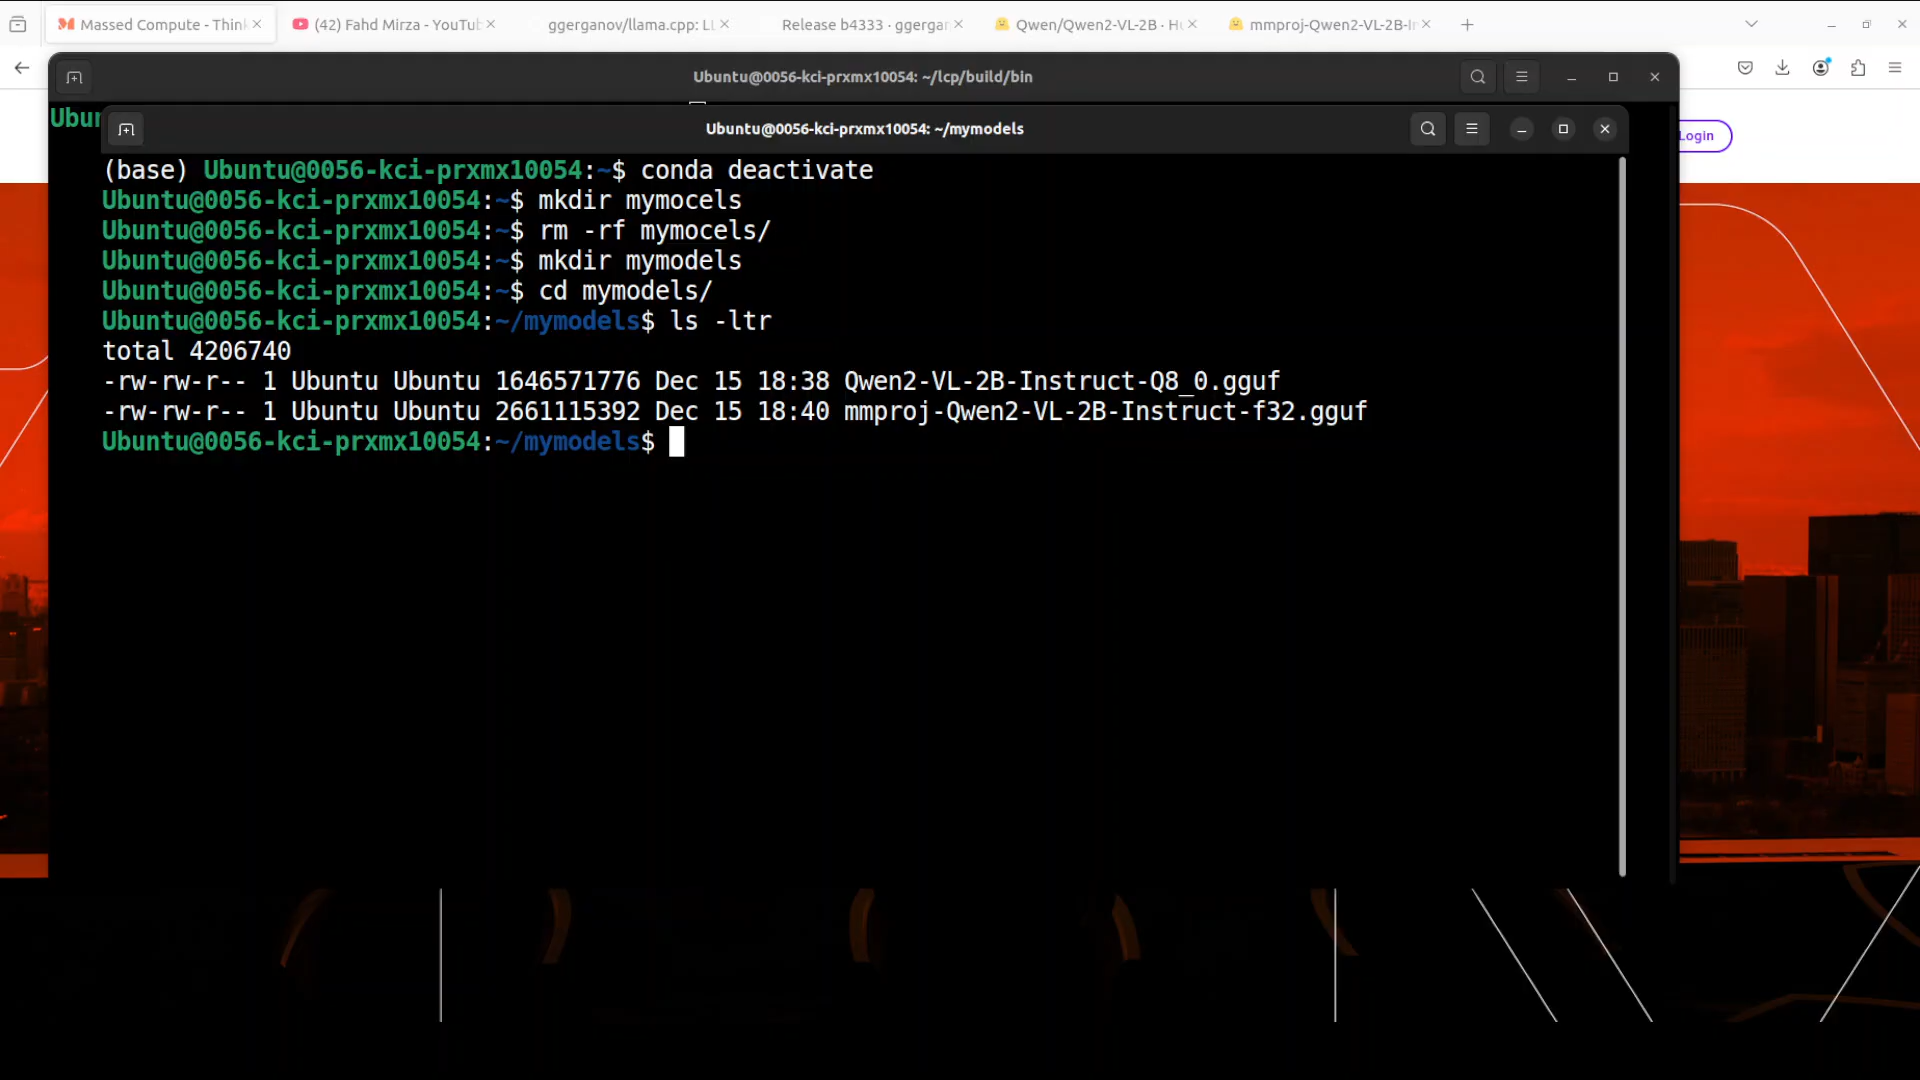 Massed Compute - Think
(42) Fahd Mirza - YouTub
ggerganov/llama.cpp: LL
Release b4333 · ggergan
Qwen/Qwen2-VL-2B · Hu
mmproj-Qwen2-VL-2B-In
Ubuntu@0056-kci-prxmx10054: ~/lcp/build/bin
Ubun
Ubuntu@0056-kci-prxmx10054: ~/mymodels
Login
(base) Ubuntu@0056-kci-prxmx10054:~$ conda deactivate
Ubuntu@0056-kci-prxmx10054:~$ mkdir mymocels
Ubuntu@0056-kci-prxmx10054:~$ rm -rf mymocels/
Ubuntu@0056-kci-prxmx10054:~$ mkdir mymodels
Ubuntu@0056-kci-prxmx10054:~$ cd mymodels/
Ubuntu@0056-kci-prxmx10054:~/mymodels$ ls -ltr
total 4206740
-rw-rw-r-- 1 Ubuntu Ubuntu 1646571776 Dec 15 18:38 Qwen2-VL-2B-Instruct-Q8_0.gguf
-rw-rw-r-- 1 Ubuntu Ubuntu 2661115392 Dec 15 18:40 mmproj-Qwen2-VL-2B-Instruct-f32.gguf
Ubuntu@0056-kci-prxmx10054:~/mymodels$